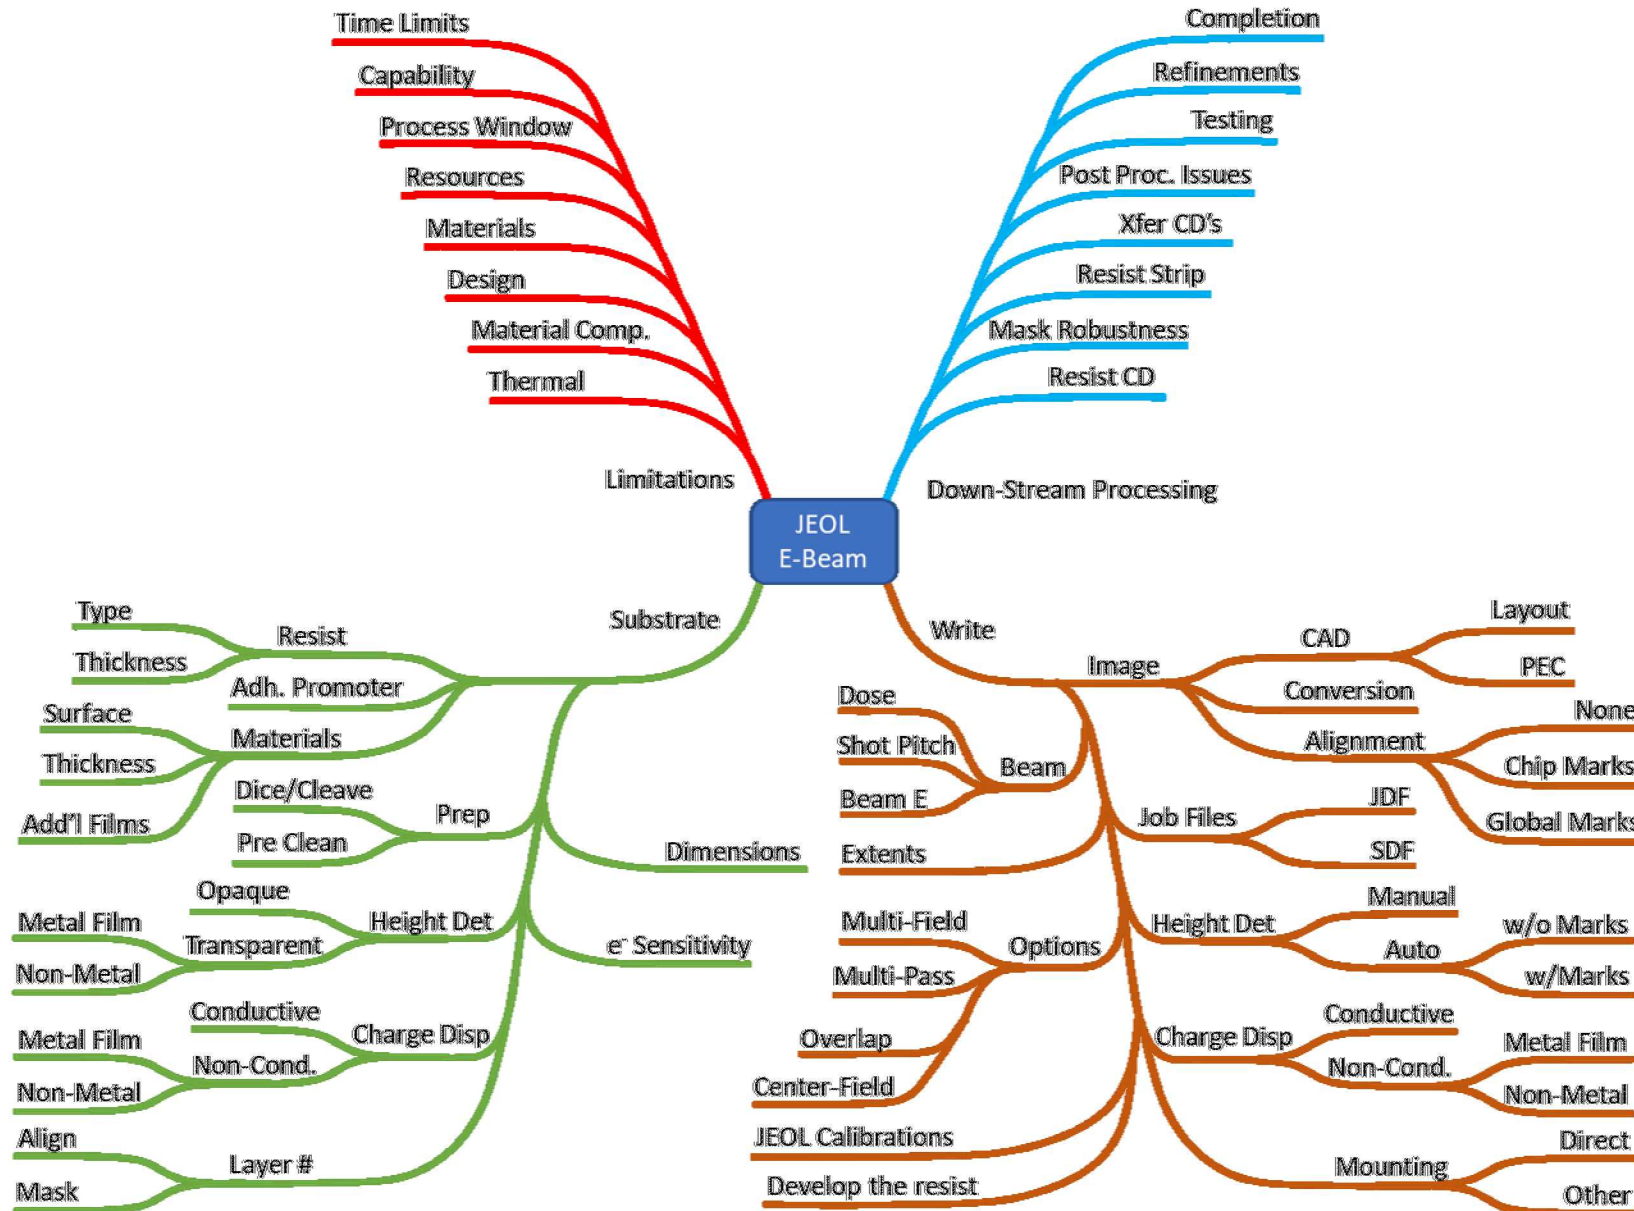 Time Limits
Capability
Process Window
Resources
Materials
Design
Material Comp.
Thermal
Limitations
Completion
Refinements
Testing
Post Proc. Issues
Xfer CD's
Resist Strip
Mask Robustness
Resist CD
Down-Stream Processing
JEOL
E-Beam
Substrate
Type
Resist
Thickness
Adh. Promoter
Surface
Materials
Thickness
Add'l Films
Dice/Cleave
Prep
Pre Clean
Dimensions
Opaque
Height Det
Metal Film
Transparent
Non-Metal
e- Sensitivity
Conductive
Charge Disp
Metal Film
Non-Cond.
Non-Metal
Align
Layer #
Mask
Write
Image
CAD
Layout
PEC
Conversion
Alignment
None
Chip Marks
Global Marks
Dose
Shot Pitch
Beam
Beam E
Extents
Job Files
JDF
SDF
Multi-Field
Options
Multi-Pass
Overlap
Center-Field
Height Det
Manual
Auto
w/o Marks
w/Marks
Charge Disp
Conductive
Non-Cond.
Metal Film
Non-Metal
JEOL Calibrations
Develop the resist
Mounting
Direct
Other